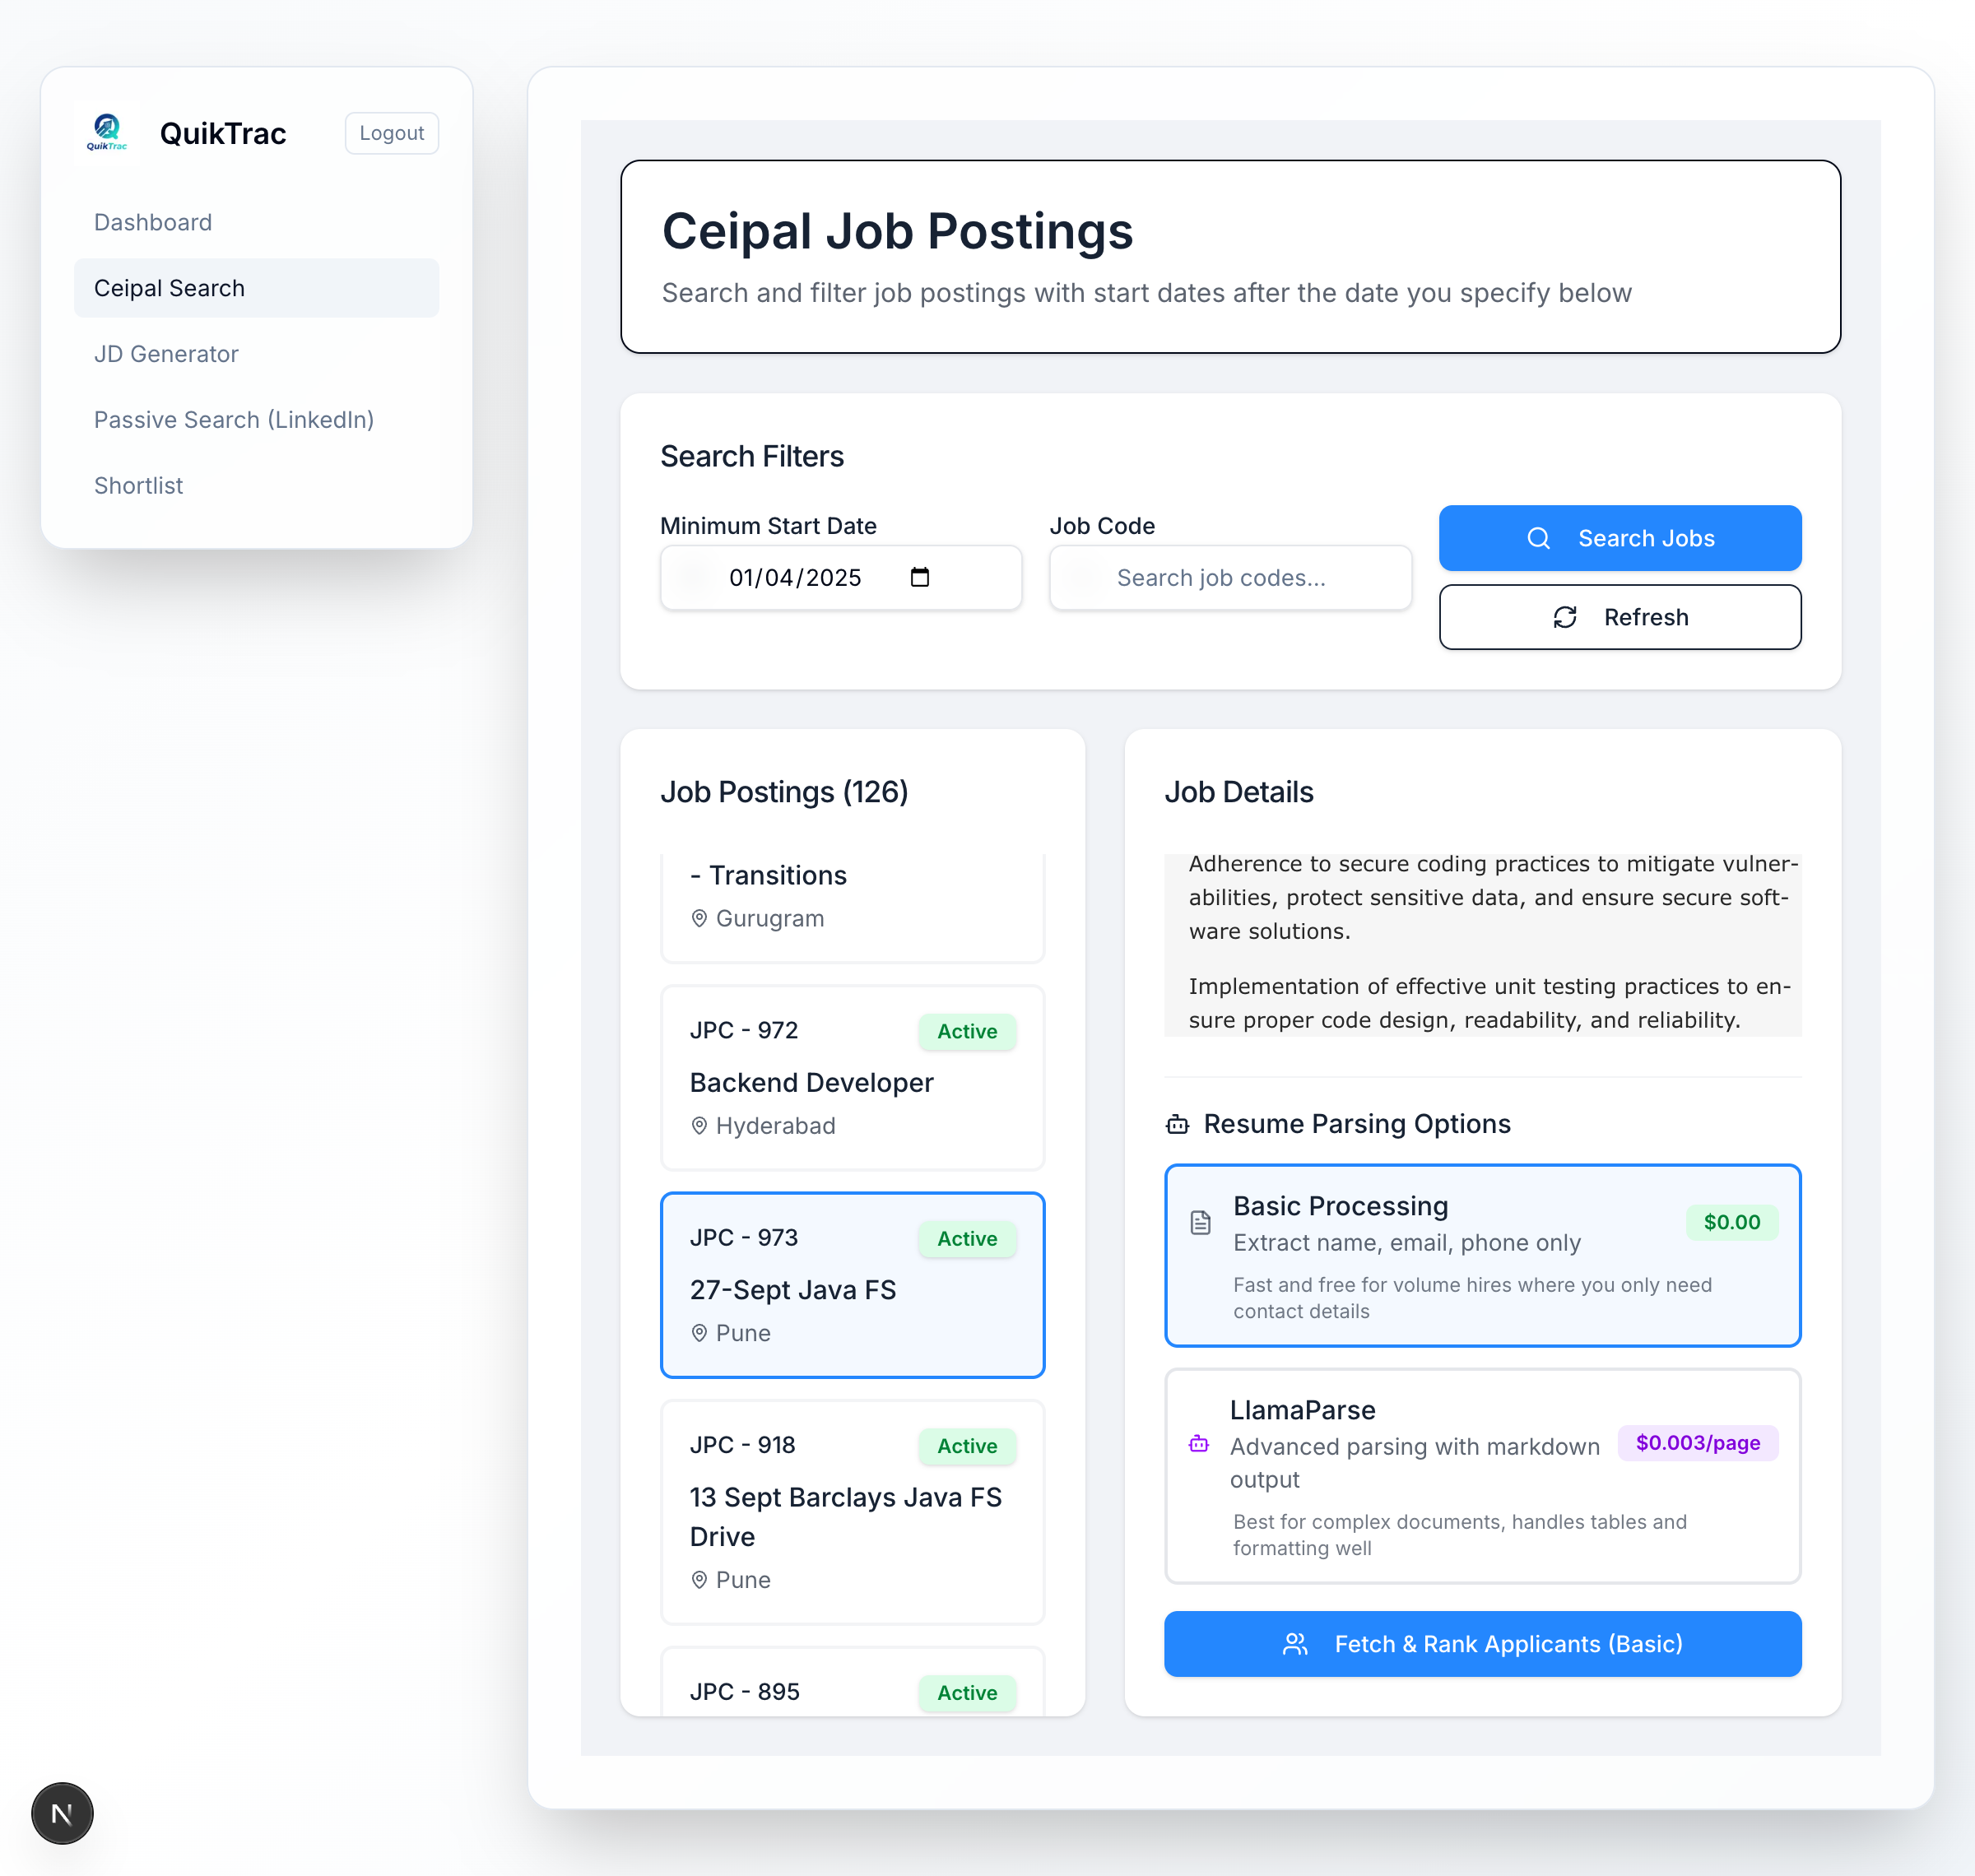 QuikTrac
QuikTrac
Logout
Dashboard
Ceipal Search
JD Generator
Passive Search (LinkedIn)
Shortlist
Ceipal Job Postings
Search and filter job postings with start dates after the date you specify below
Search Filters
Minimum Start Date
01/04/2025
Job Code
Search job codes...
Search Jobs
Refresh
Job Postings (126)
- Transitions
Gurugram
JPC - 972
Active
Backend Developer
Hyderabad
JPC - 973
Active
27-Sept Java FS
Pune
JPC - 918
Active
13 Sept Barclays Java FS
Drive
Pune
JPC - 895
Active
Job Details
Adherence to secure coding practices to mitigate vulner-
abilities, protect sensitive data, and ensure secure soft-
ware solutions.
Implementation of effective unit testing practices to en-
sure proper code design, readability, and reliability.
Resume Parsing Options
Basic Processing
Extract name, email, phone only
$0.00
Fast and free for volume hires where you only need
contact details
LlamaParse
Advanced parsing with markdown
output
$0.003/page
Best for complex documents, handles tables and
formatting well
Fetch & Rank Applicants (Basic)
N